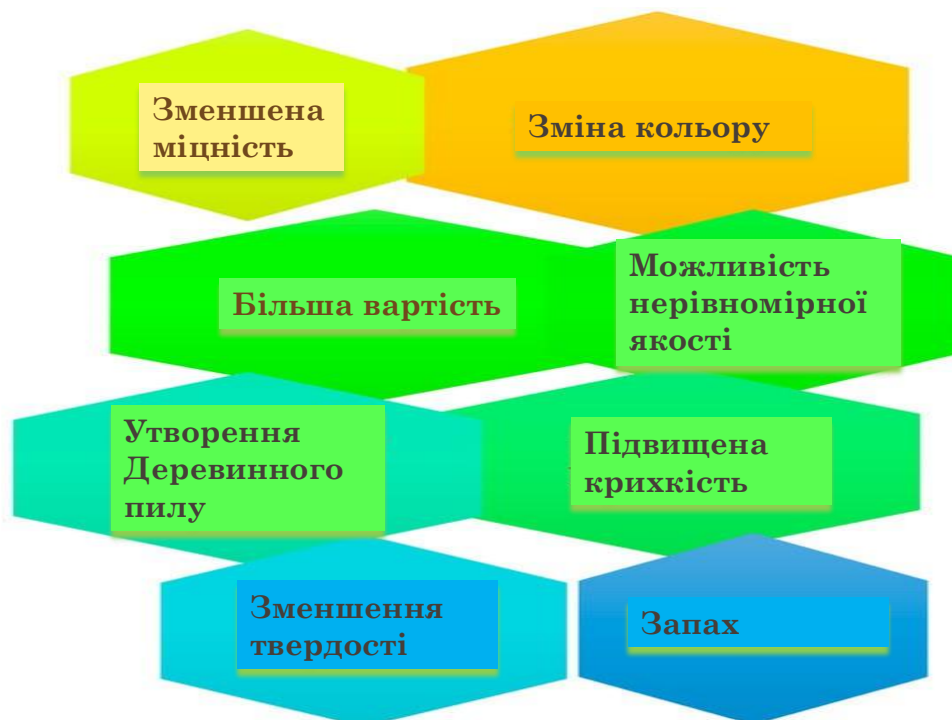 Зменшена
міцність
Зміна кольору
Більша вартість
Можливість
нерівномірної
якості
Утворення
Деревинного
пилу
Підвищена
крихкість
Зменшення
твердості
Запах